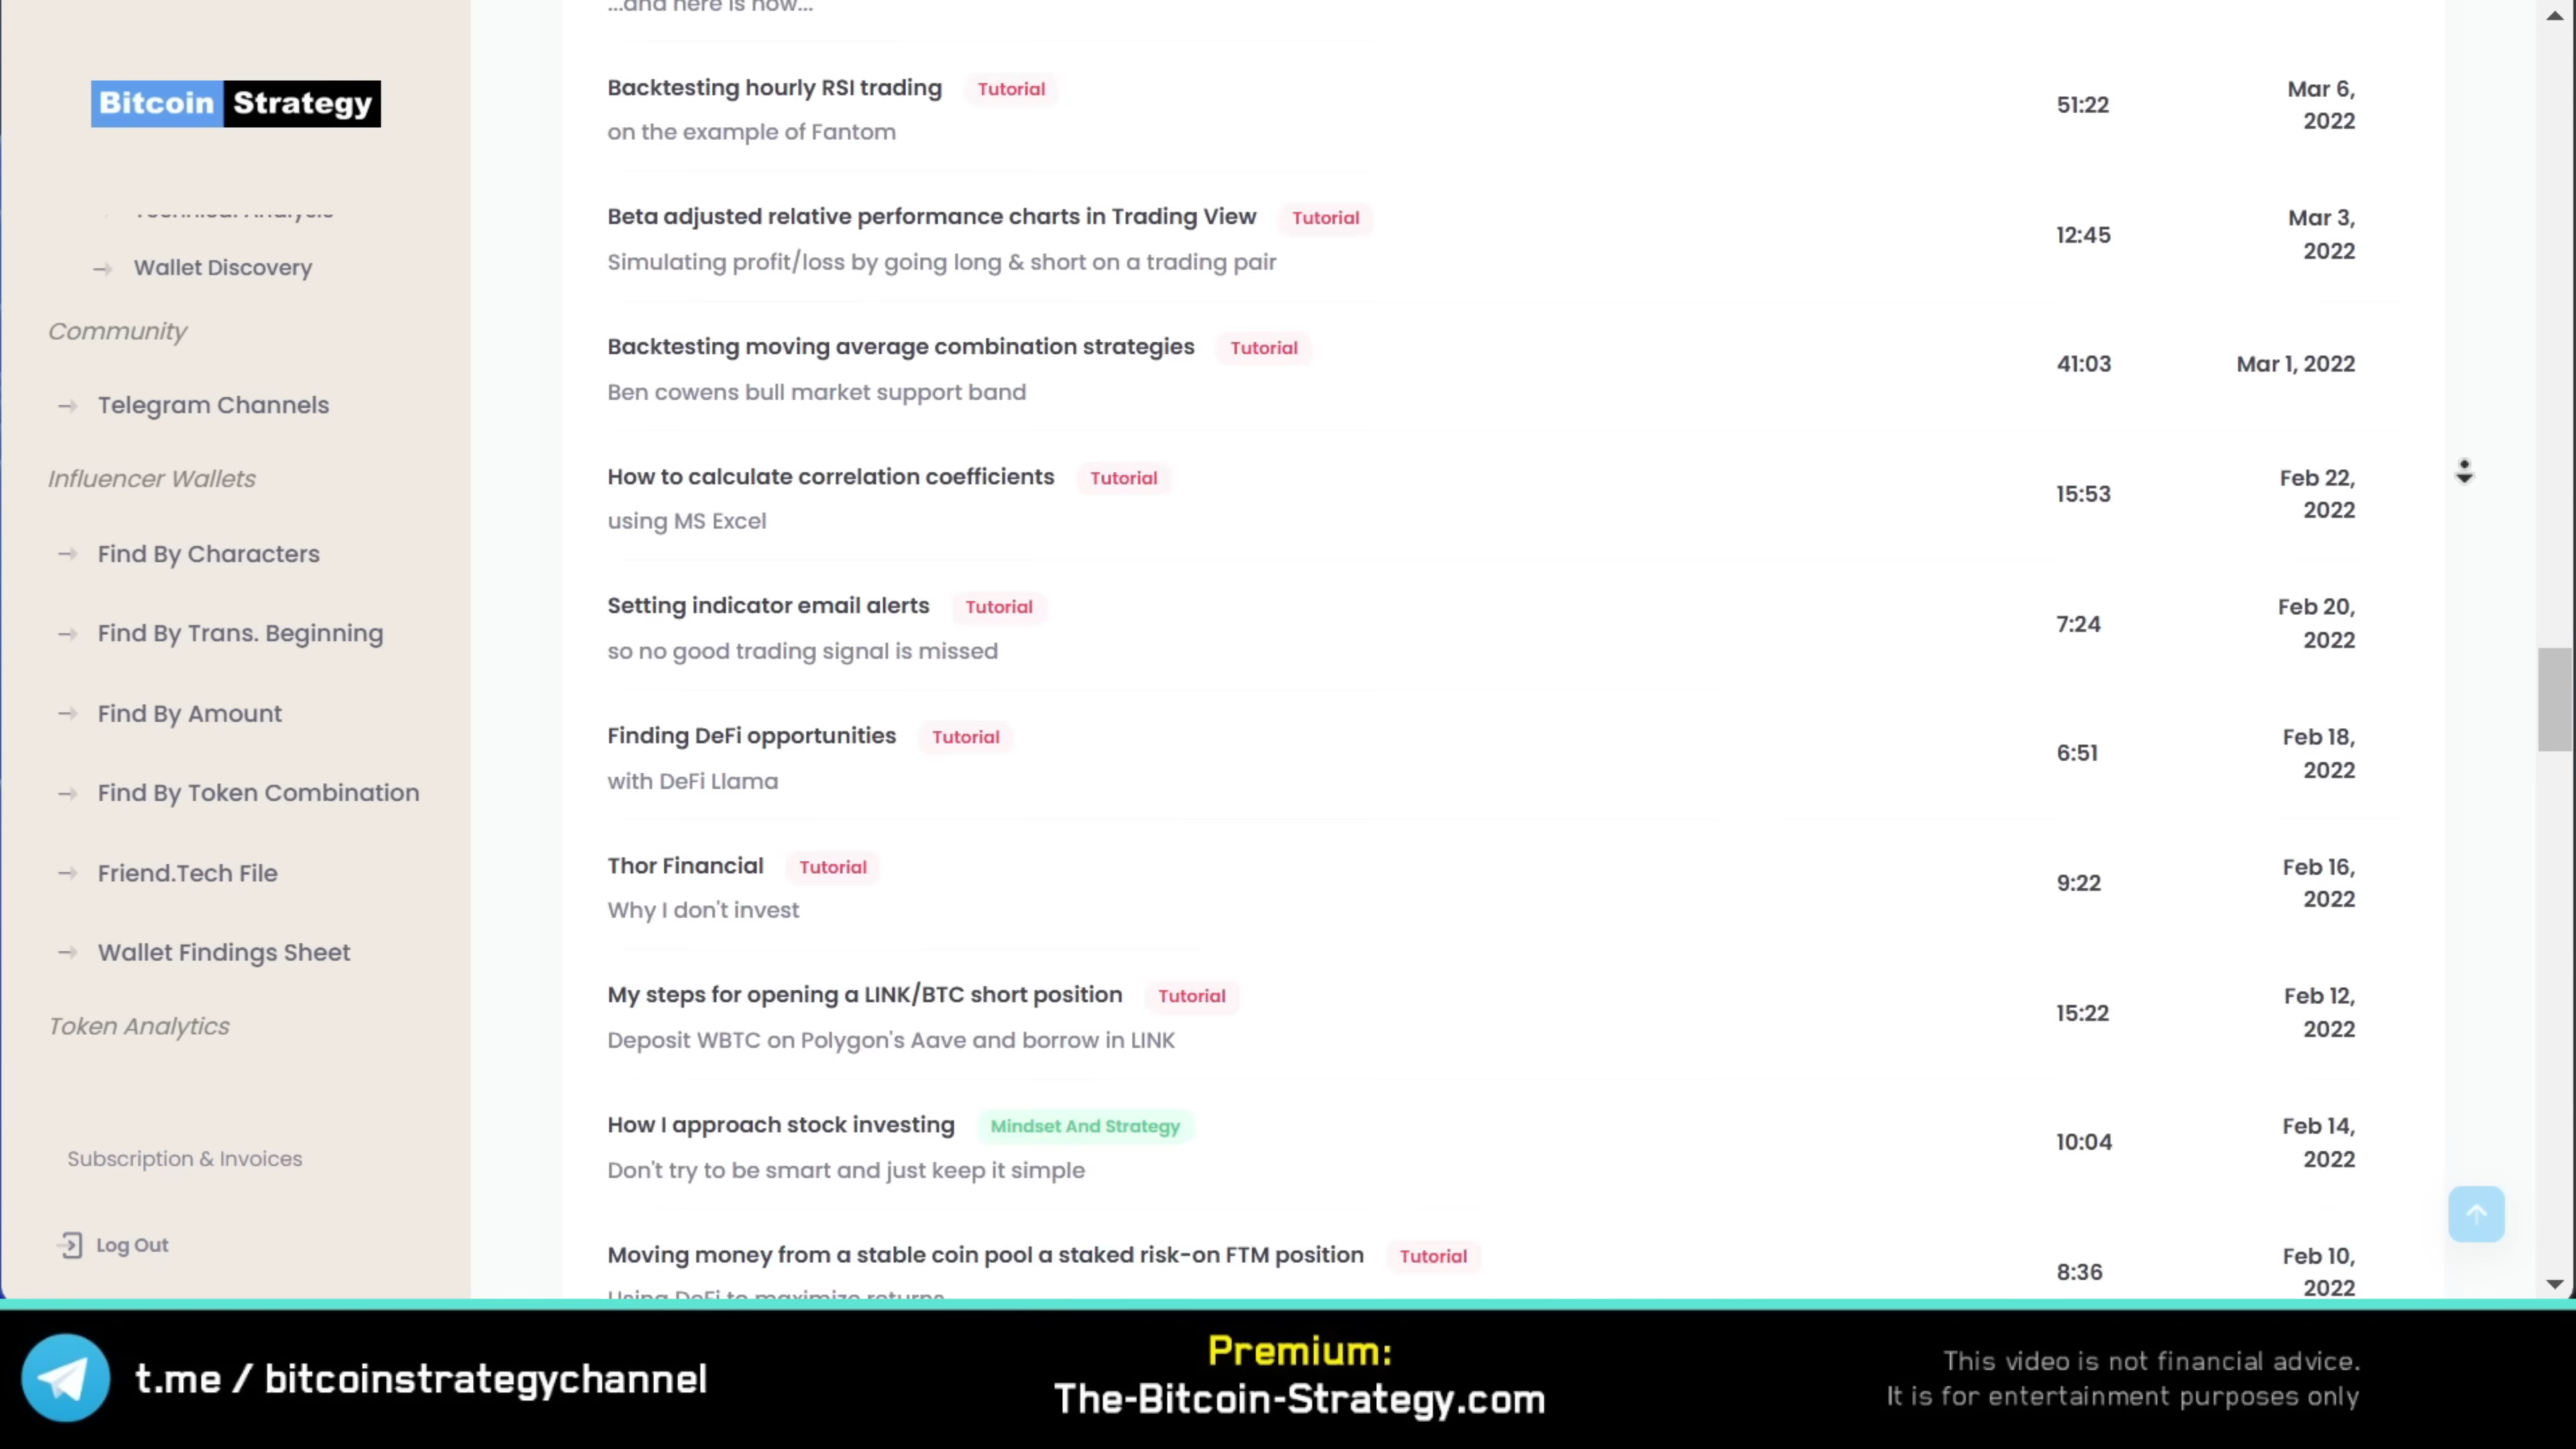 Bitcoin Strategy
Technical Analysis
Wallet Discovery
Community
Telegram Channels
Influencer Wallets
Find By Characters
Find By Trans. Beginning
Find By Amount
Find By Token Combination
Friend.Tech File
Wallet Findings Sheet
Token Analytics
Subscription & Invoices
Log Out
...and here is how...
Backtesting hourly RSI trading Tutorial
on the example of Fantom
51:22
Mar 6,
2022
Beta adjusted relative performance charts in Trading View Tutorial
Simulating profit/loss by going long & short on a trading pair
12:45
Mar 3,
2022
Backtesting moving average combination strategies Tutorial
Ben cowens bull market support band
41:03
Mar 1, 2022
How to calculate correlation coefficients Tutorial
using MS Excel
15:53
Feb 22,
2022
Setting indicator email alerts Tutorial
so no good trading signal is missed
7:24
Feb 20,
2022
Finding DeFi opportunities Tutorial
with DeFi Llama
6:51
Feb 18,
2022
Thor Financial Tutorial
Why I don't invest
9:22
Feb 16,
2022
My steps for opening a LINK/BTC short position Tutorial
Deposit WBTC on Polygon's Aave and borrow in LINK
15:22
Feb 12,
2022
How I approach stock investing Mindset And Strategy
Don't try to be smart and just keep it simple
10:04
Feb 14,
2022
Moving money from a stable coin pool a staked risk-on FTM position Tutorial
Using DeFi to maximize returns
8:36
Feb 10,
2022
t.me / bitcoinstrategychannel
Premium:
The-Bitcoin-Strategy.com
This video is not financial advice.
It is for entertainment purposes only